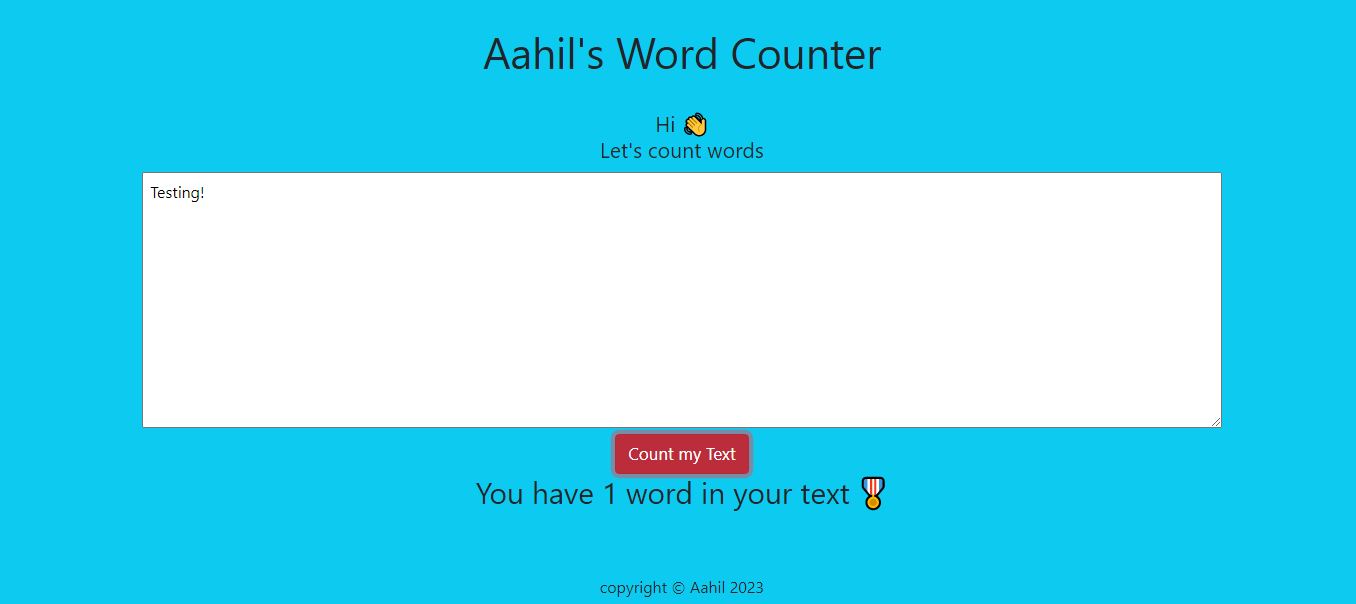 Aahil's Word Counter
Hi 👋
Let's count words
Testing!
Count my Text
You have 1 word in your text 🎖
copyright © Aahil 2023